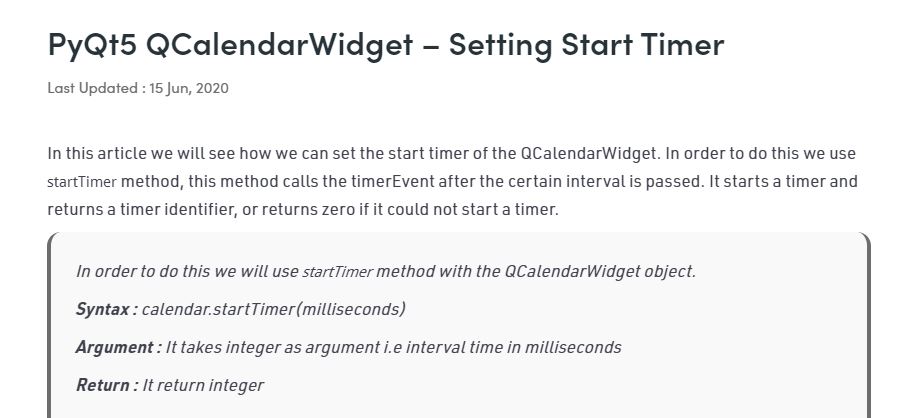 PyQt5 QCalendarWidget – Setting Start Timer
Last Updated : 15 Jun, 2020
In this article we will see how we can set the start timer of the QCalendarWidget. In order to do this we use
startTimer method, this method calls the timerEvent after the certain interval is passed. It starts a timer and
returns a timer identifier, or returns zero if it could not start a timer.
In order to do this we will use startTimer method with the QCalendarWidget object.
Syntax : calendar.startTimer(milliseconds)
Argument : It takes integer as argument i.e interval time in milliseconds
Return : It return integer